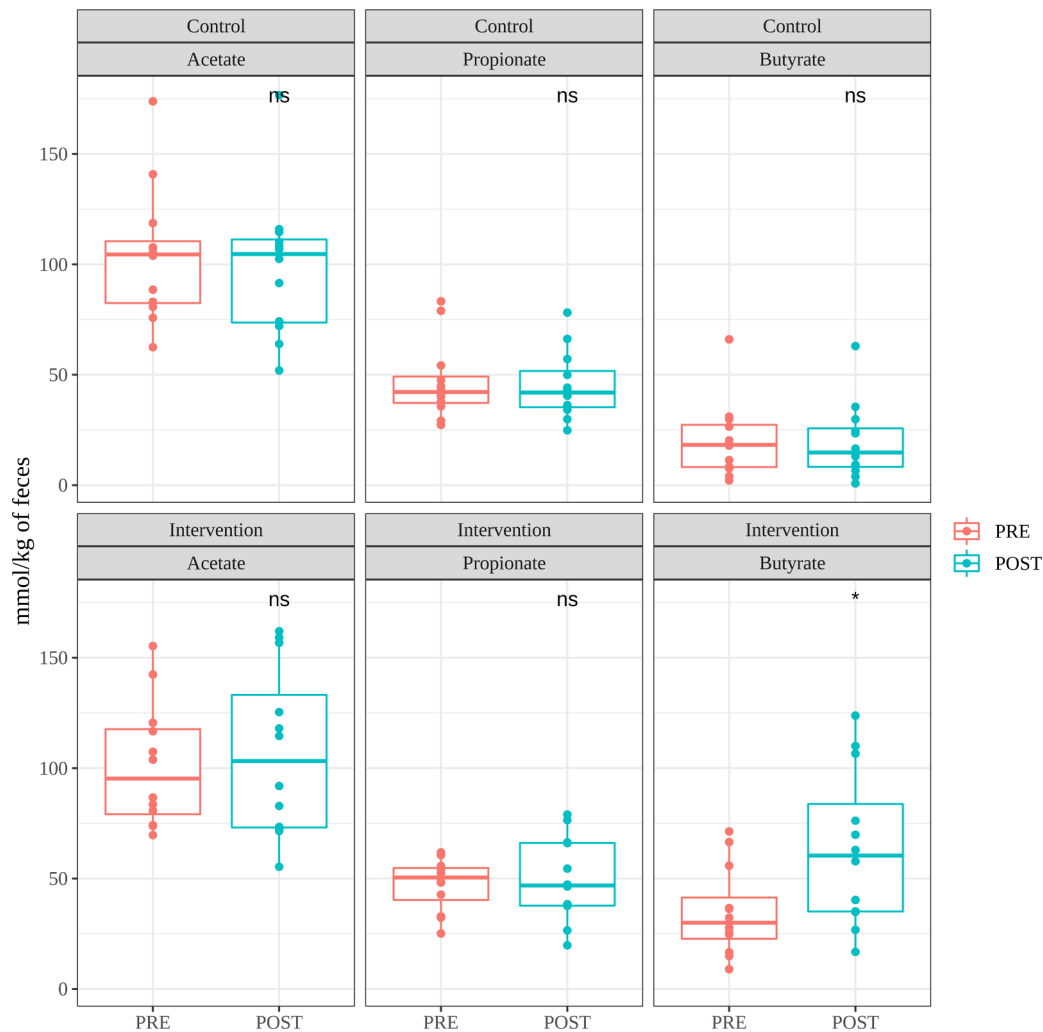 Control Control Control
Acetate Propionate Butyrate
ns ns ns
150
100
50
0
mmol/kg of feces
Intervention Intervention Intervention
Acetate Propionate Butyrate
PRE
POST
ns ns *
150
100
50
0
PRE POST PRE POST PRE POST